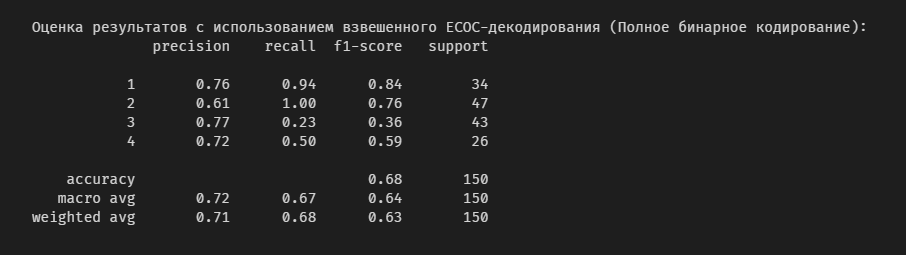 Оценка результатов с использованием взвешенного ECOC-декодирования (Полное бинарное кодирование):
precision recall f1-score support
1 0.76 0.94 0.84 34
2 0.61 1.00 0.76 47
3 0.77 0.23 0.36 43
4 0.72 0.50 0.59 26
accuracy 0.68 150
macro avg 0.72 0.67 0.64 150
weighted avg 0.71 0.68 0.63 150